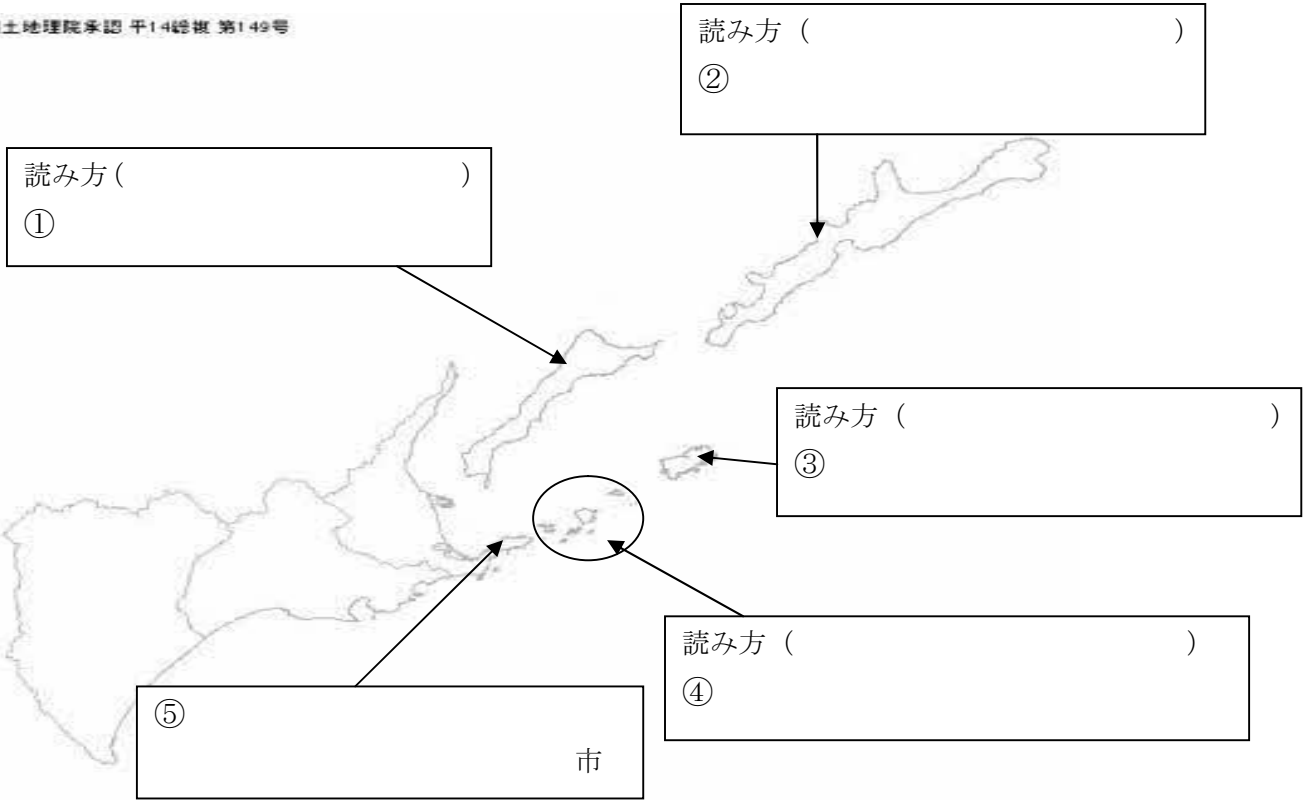 土地理院承認 平14総複 第149号
読み方（　　　　　　　　　　　　　）
②
読み方（　　　　　　　　　　　　　）
①
読み方（　　　　　　　　　　　　　）
③
読み方（　　　　　　　　　　　　　）
④
⑤
市